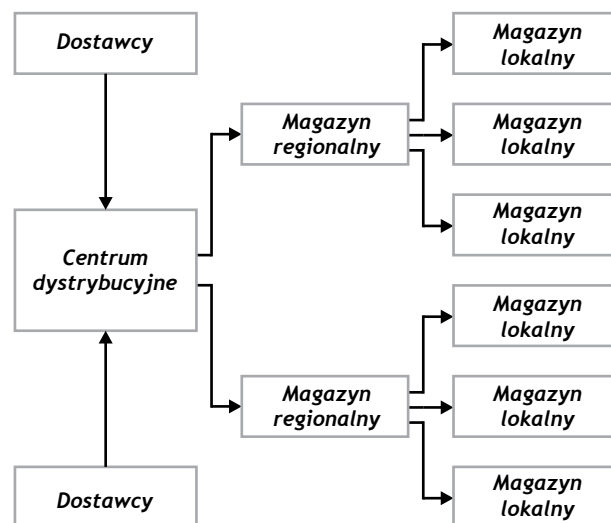 Dostawcy
Centrum
dystrybucyjne
Dostawcy
Magazyn
regionalny
Magazyn
regionalny
Magazyn
lokalny
Magazyn
lokalny
Magazyn
lokalny
Magazyn
lokalny
Magazyn
lokalny
Magazyn
lokalny